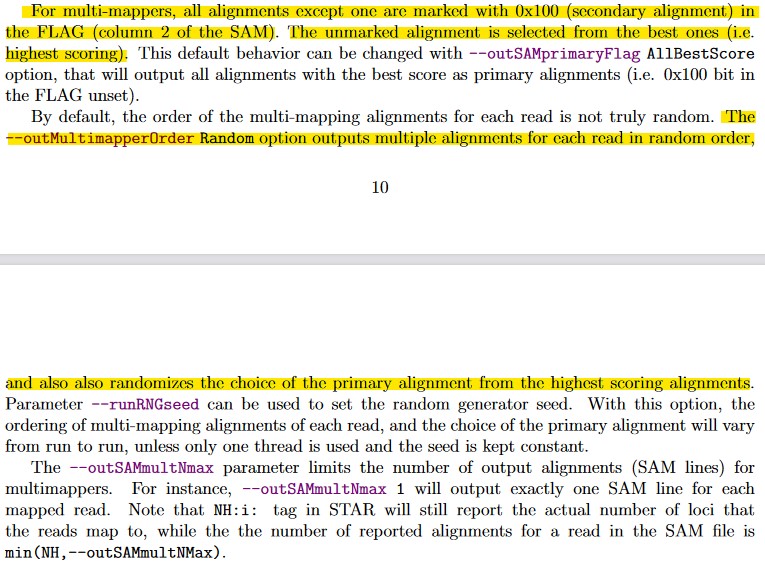 For multi-mappers, all alignments except one are marked with 0x100 (secondary alignment) in
the FLAG (column 2 of the SAM). The unmarked alignment is selected from the best ones (i.e.
highest scoring). This default behavior can be changed with --outSAMprimaryFlag AllBestScore
option, that will output all alignments with the best score as primary alignments (i.e. 0x100 bit in
the FLAG unset).
By default, the order of the multi-mapping alignments for each read is not truly random. The
--outMultimapperOrder Random option outputs multiple alignments for each read in random order,
10
and also also randomizes the choice of the primary alignment from the highest scoring alignments.
Parameter --runRNGseed can be used to set the random generator seed. With this option, the
ordering of multi-mapping alignments of each read, and the choice of the primary alignment will vary
from run to run, unless only one thread is used and the seed is kept constant.
The --outSAMmultNmax parameter limits the number of output alignments (SAM lines) for
multimappers. For instance, --outSAMmultNmax 1 will output exactly one SAM line for each
mapped read. Note that NH:i: tag in STAR will still report the actual number of loci that
the reads map to, while the the number of reported alignments for a read in the SAM file is
min(NH,--outSAMmultNMax).